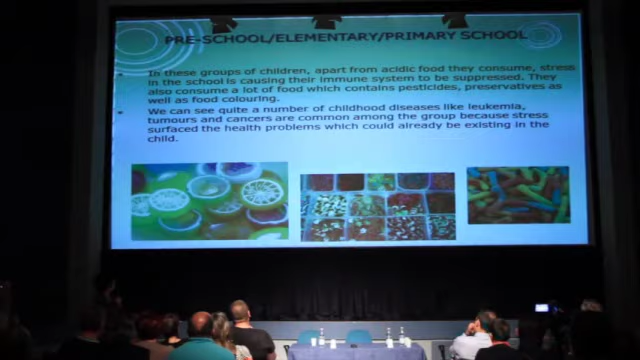 PRE-SCHOOL/ELEMENTARY/PRIMARY SCHOOL
In these groups of children, apart from acidic food they consume, stress
in the school is causing their immune system to be suppressed. They
also consume a lot of food which contains pesticides, preservatives as
well as food colouring.
We can see quite a number of childhood diseases like leukemia,
tumours and cancers are common among the group because stress
surfaced the health problems which could already be existing in the
child.